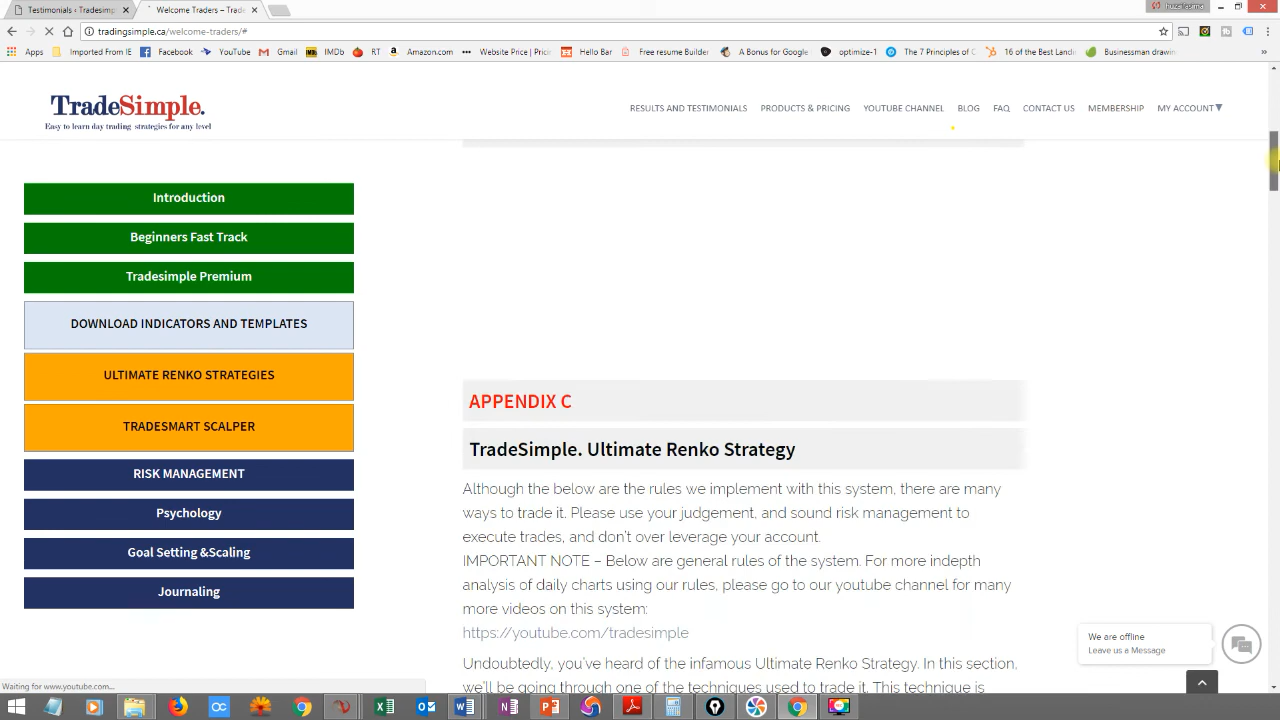 Testimonials ‹ Tradesimp
Welcome Traders – Trade
tradingsimple.ca/welcome-traders/#
Apps
Imported From IE
Facebook
YouTube
Gmail
IMDb
RT
Amazon.com
Website Price | Pricin
Hello Bar
Free resume Builder
A Bonus for Google
optimize-1
The 7 Principles of C
16 of the Best Landin
Businessman drawin
TradeSimple.
Easy to learn day trading strategies for any level
RESULTS AND TESTIMONIALS
PRODUCTS & PRICING
YOUTUBE CHANNEL
BLOG
FAQ
CONTACT US
MEMBERSHIP
MY ACCOUNT
Introduction
Beginners Fast Track
Tradesimple Premium
DOWNLOAD INDICATORS AND TEMPLATES
ULTIMATE RENKO STRATEGIES
TRADESMART SCALPER
RISK MANAGEMENT
Psychology
Goal Setting &Scaling
Journaling
APPENDIX C
TradeSimple. Ultimate Renko Strategy
Although the below are the rules we implement with this system, there are many
ways to trade it. Please use your judgement, and sound risk management to
execute trades, and don't over leverage your account.
IMPORTANT NOTE – Below are general rules of the system. For more indepth
analysis of daily charts using our rules, please go to our youtube channel for many
more videos on this system:
https://youtube.com/tradesimple
Undoubtedly, you've heard of the infamous Ultimate Renko Strategy. In this section,
we'll be going through one of the techniques used to trade it. This technique is
We are offline
Leave us a Message
Waiting for www.youtube.com...